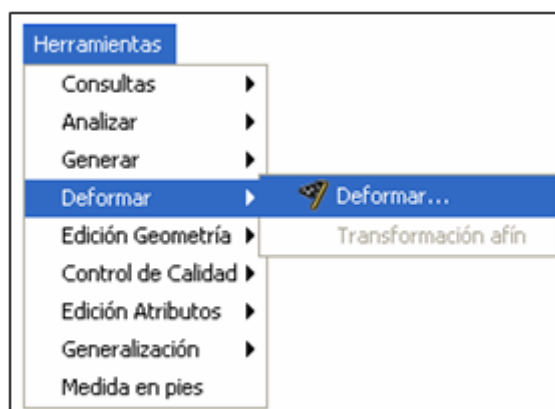 Herramientas
Consultas
Analizar
Generar
Deformar
Deformar...
Transformación afín
Edición Geometría
Control de Calidad
Edición Atributos
Generalización
Medida en pies